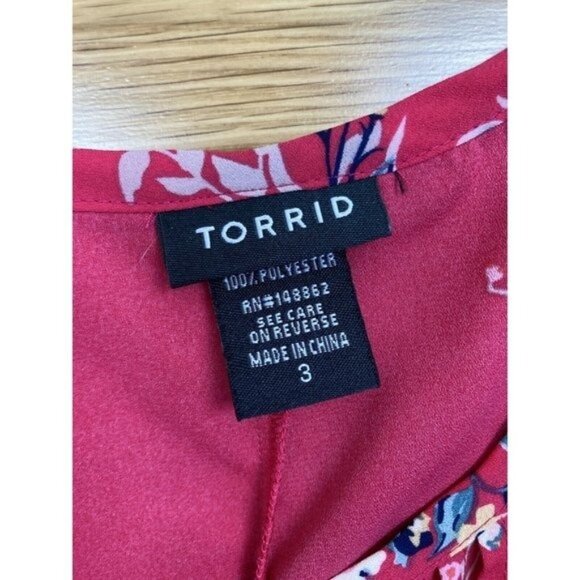 TORRID
100% POLYESTER
RN#148862
SEE CARE
ON REVERSE
MADE IN CHINA
3